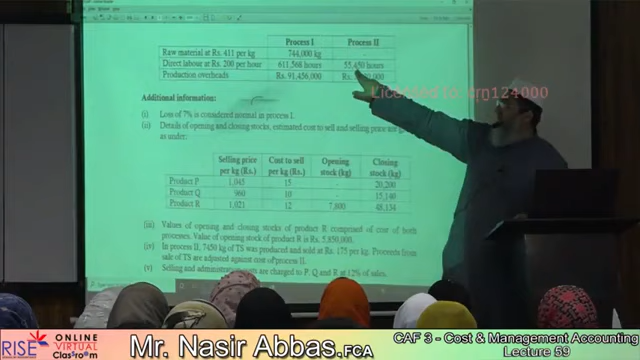 Process I Process II
Raw material at Rs. 411 per kg 744,000 kg
Direct labour at Rs. 200 per hour 611,568 hours 55,450 hours
Production overheads Rs. 91,456,000 Rs.
Licensed to:
Additional information:
(i) Loss of 7% is considered normal in process I.
(ii) Details of opening and closing stocks, estimated cost to sell and selling price
as under:
Selling price per kg (Rs.) Cost to sell per kg (Rs.) Opening stock (kg) Closing stock (kg)
Product P 1,045 15 - 20,200
Product Q 960 10 - 15,140
Product R 1,021 12 7,800 48,134
(iii) Values of opening and closing stocks of product R comprised of cost of both
processes. Value of opening stock of product R is Rs. 5,850,000.
(iv) In process II, 7450 kg of TS was produced and sold at Rs. 175 per kg. Proceeds from
sale of TS are adjusted against cost of process II.
(v) Selling and administration costs are charged to P, Q and R at 12% of sales.
RISE
ONLINE
VIRTUAL
Classroom
Mr. Nasir Abbas.FCA
CAF 3 - Cost & Management Accounting
Lecture 58